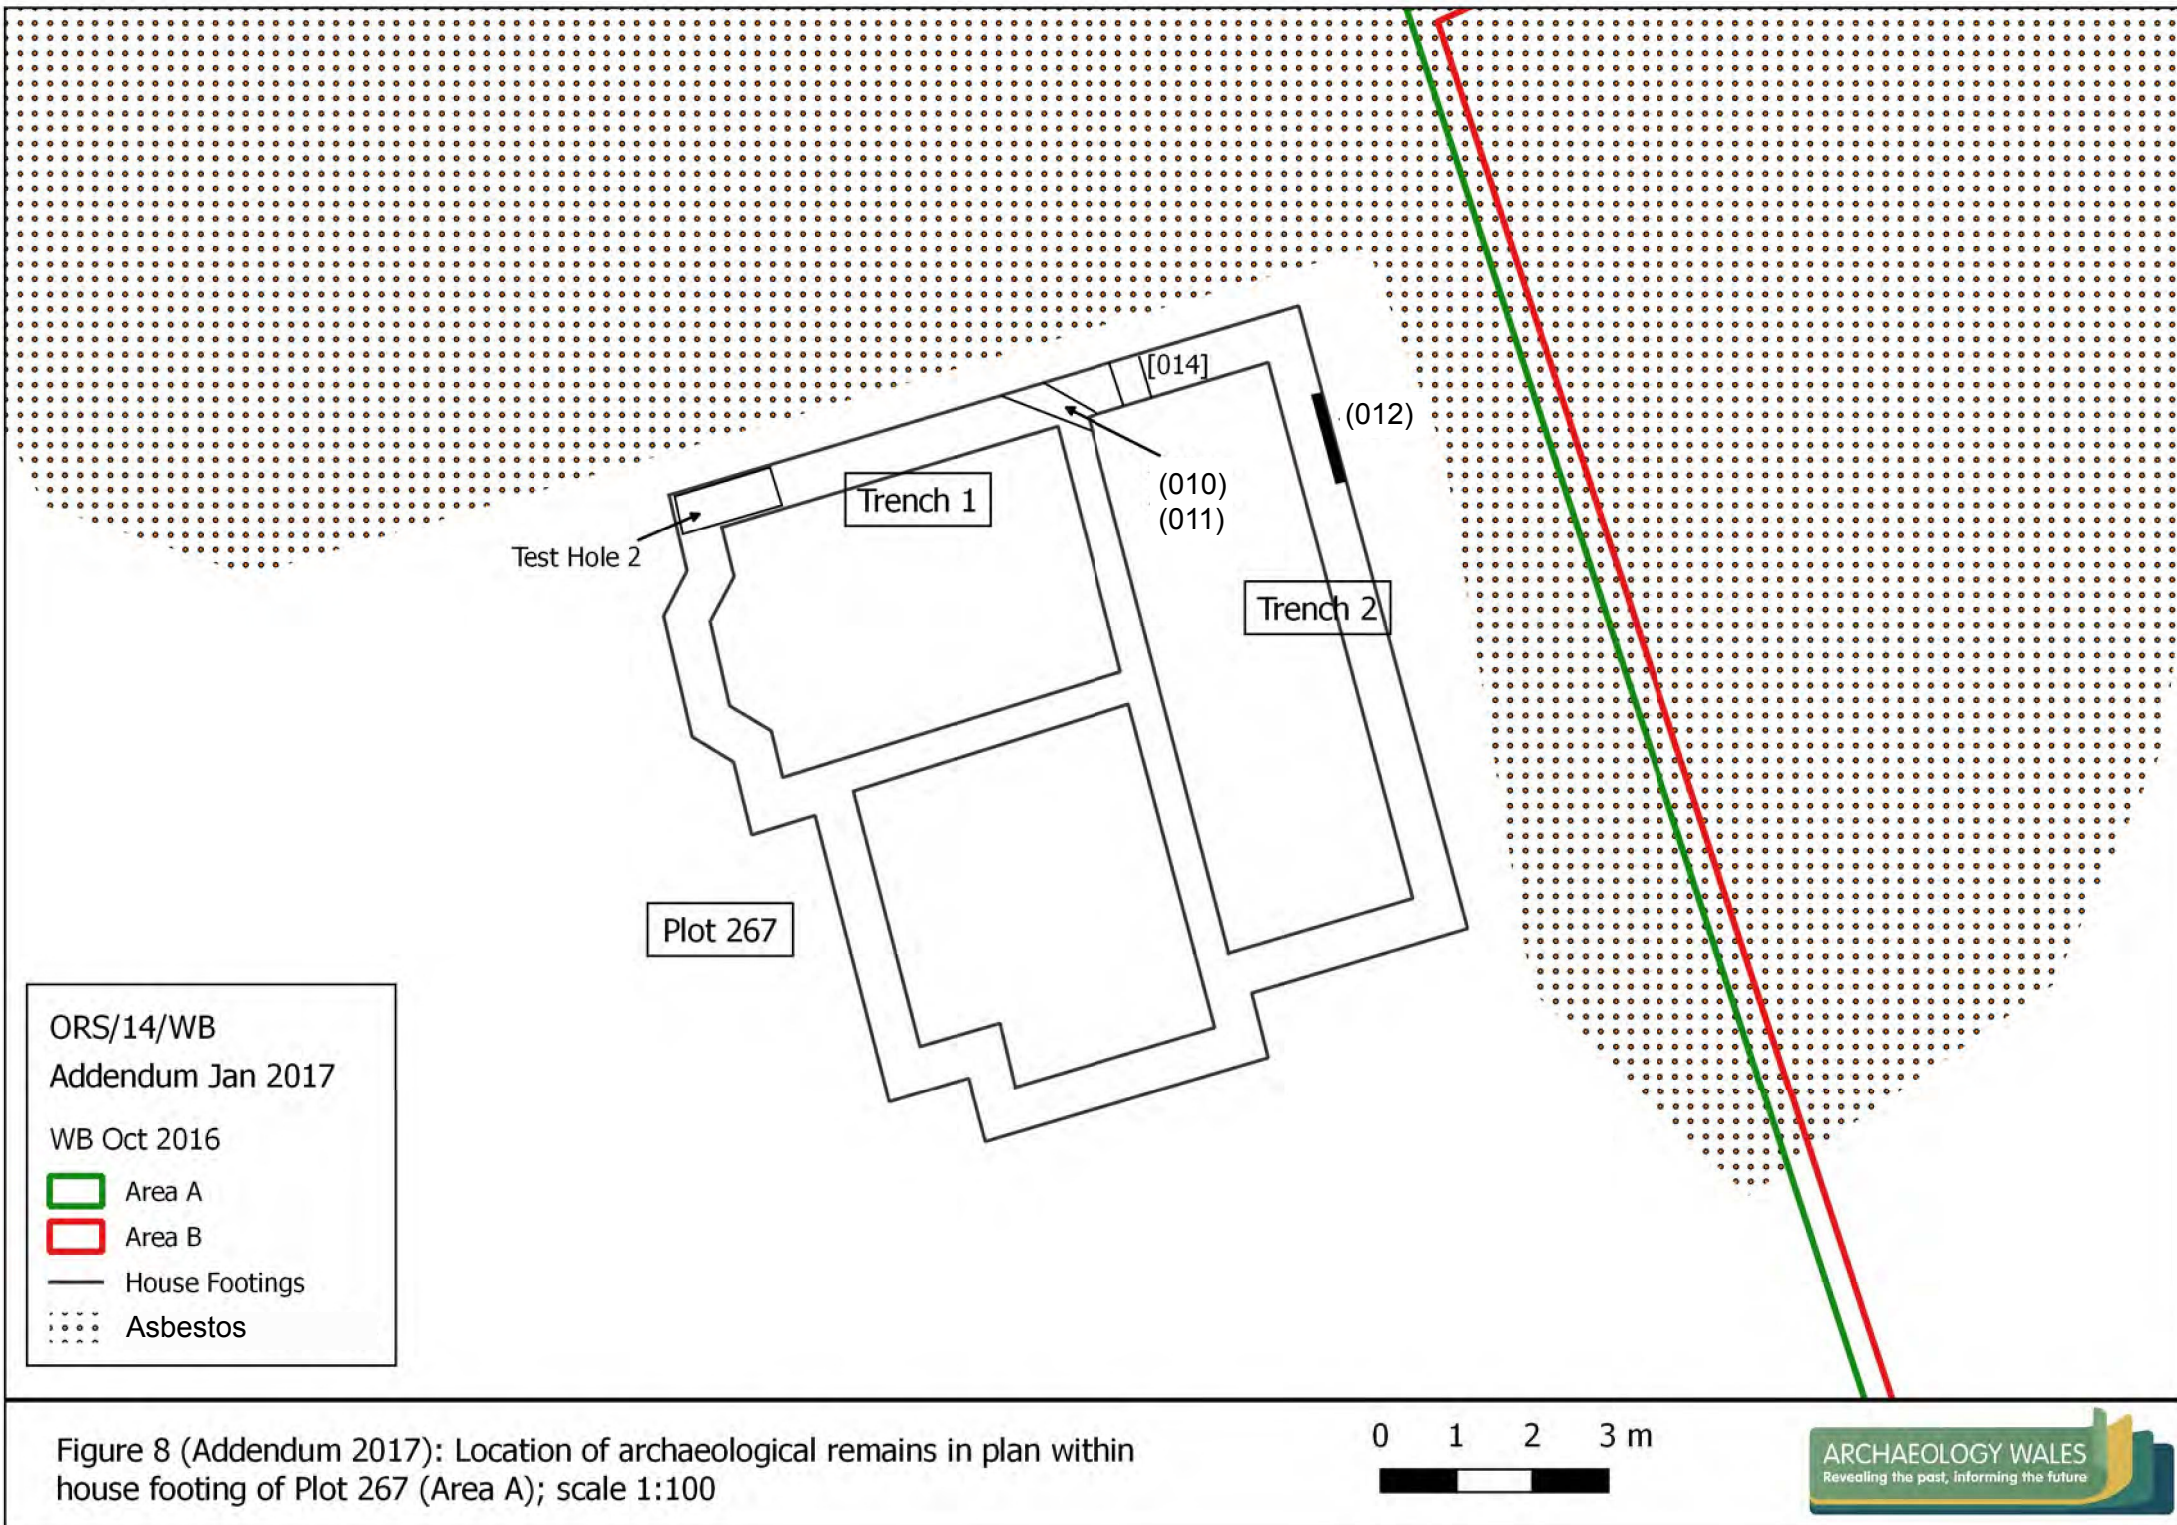 [014]
(012)
Trench 1
(010)
(011)
Test Hole 2
Trench 2
Plot 267
ORS/14/WB
Addendum Jan 2017
WB Oct 2016
Area A
Area B
House Footings
Asbestos
Figure 8 (Addendum 2017): Location of archaeological remains in plan within
house footing of Plot 267 (Area A); scale 1:100
0 1 2 3 m
ARCHAEOLOGY WALES
Revealing the past, informing the future